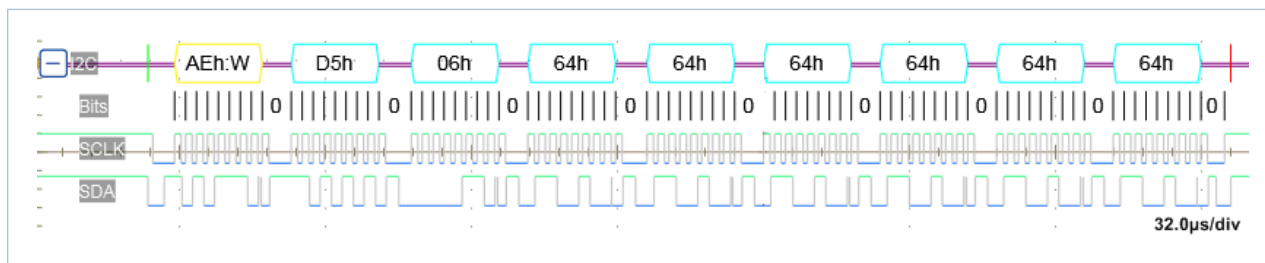 I2C AEh:W D5h 06h 64h 64h 64h 64h 64h 64h
Bits 0 0 0 0 0 0 0 0 0
SCLK
SDA
32.0µs/div